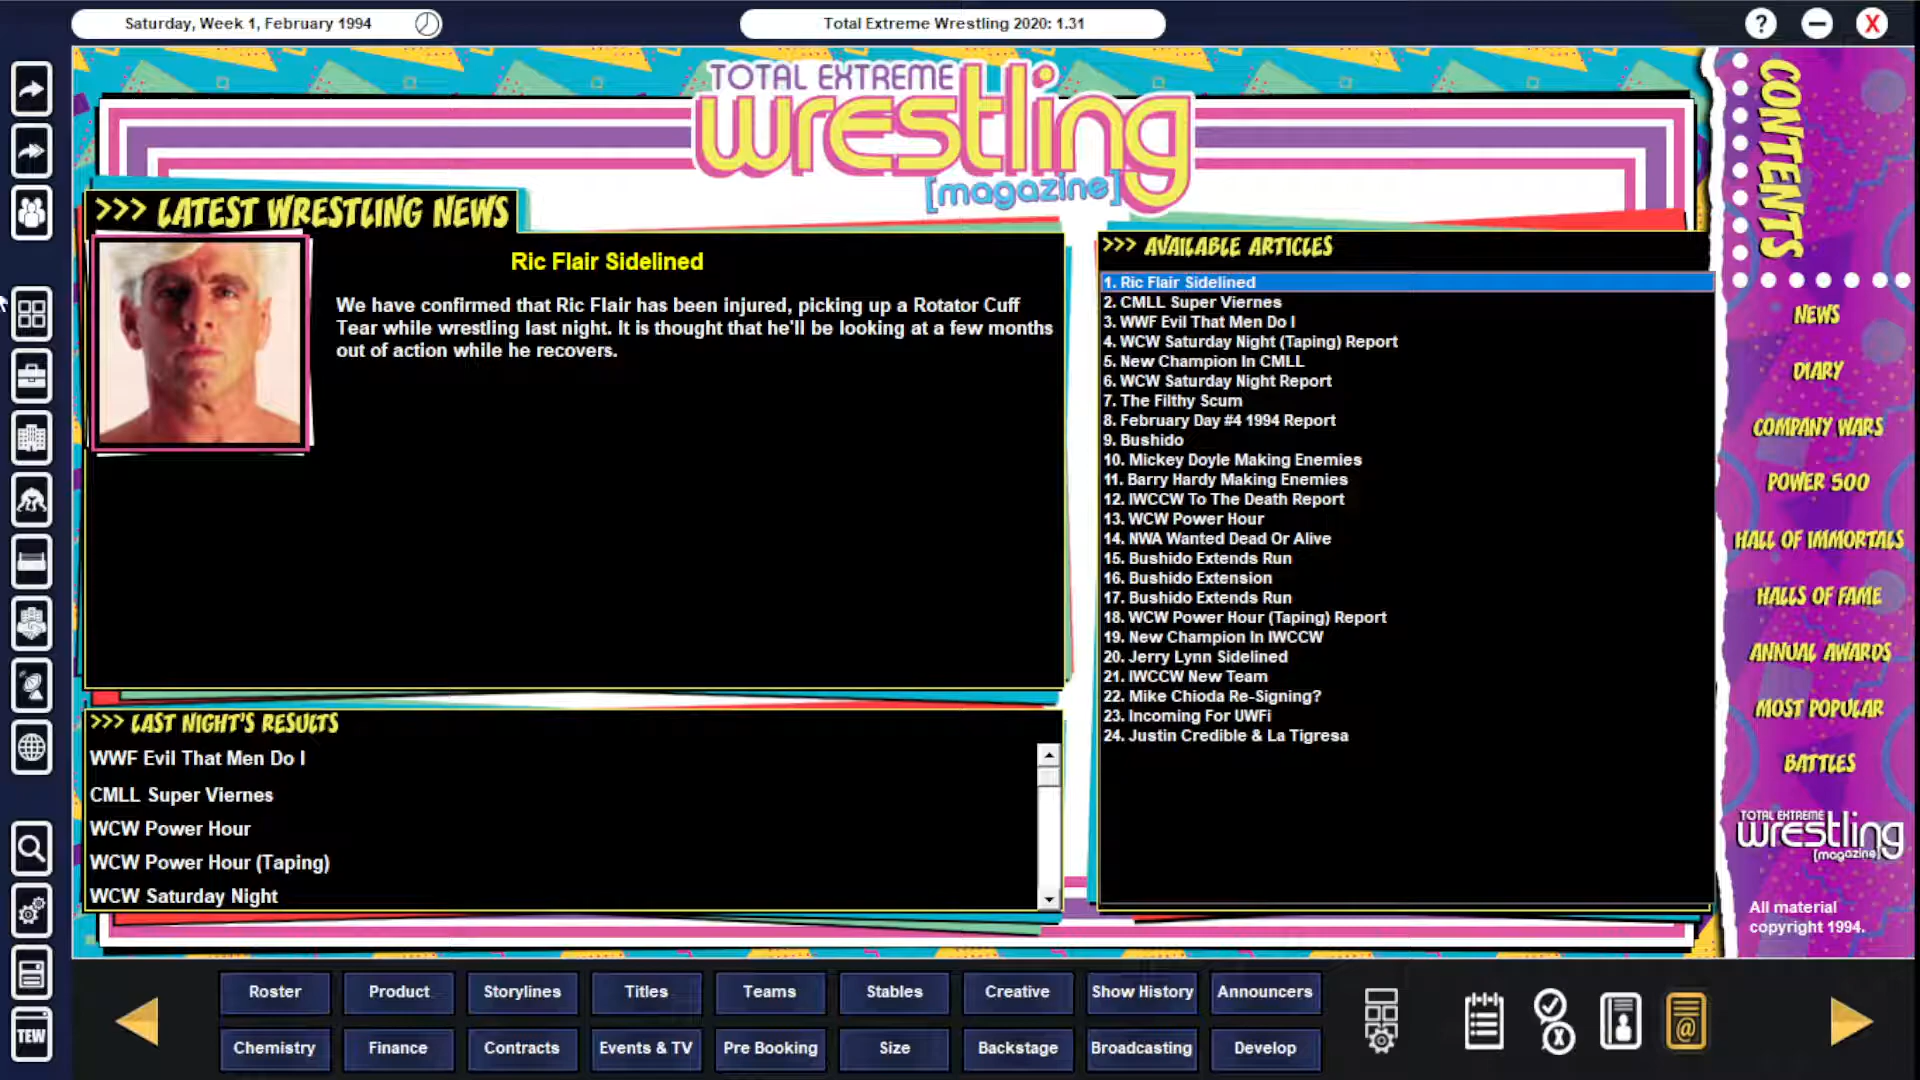 Saturday, Week 1, February 1994
Total Extreme Wrestling 2020: 1.31
?
X
TOTAL EXTREME
wrestling
[magazine]
CONTENTS
>>> LATEST WRESTLING NEWS
Ric Flair Sidelined
We have confirmed that Ric Flair has been injured, picking up a Rotator Cuff
Tear while wrestling last night. It is thought that he'll be looking at a few months
out of action while he recovers.
>>> AVAILABLE ARTICLES
1. Ric Flair Sidelined
2. CMLL Super Viernes
3. WWF Evil That Men Do I
4. WCW Saturday Night (Taping) Report
5. New Champion In CMLL
6. WCW Saturday Night Report
7. The Filthy Scum
8. February Day #4 1994 Report
9. Bushido
10. Mickey Doyle Making Enemies
11. Barry Hardy Making Enemies
12. IWCCW To The Death Report
13. WCW Power Hour
14. NWA Wanted Dead Or Alive
15. Bushido Extends Run
16. Bushido Extension
17. Bushido Extends Run
18. WCW Power Hour (Taping) Report
19. New Champion In IWCCW
20. Jerry Lynn Sidelined
21. IWCCW New Team
22. Mike Chioda Re-Signing?
23. Incoming For UWFi
24. Justin Credible & La Tigresa
NEWS
DIARY
COMPANY WARS
POWER 500
HALL OF IMMORTALS
HALLS OF FAME
ANNUAL AWARDS
MOST POPULAR
BATTLES
TOTAL EXTREME
wrestling
[magazine]
All material
copyright 1994.
>>> LAST NIGHT'S RESULTS
WWF Evil That Men Do I
CMLL Super Viernes
WCW Power Hour
WCW Power Hour (Taping)
WCW Saturday Night
TEW
Roster
Product
Storylines
Titles
Teams
Stables
Creative
Show History
Announcers
Chemistry
Finance
Contracts
Events & TV
Pre Booking
Size
Backstage
Broadcasting
Develop
X
@